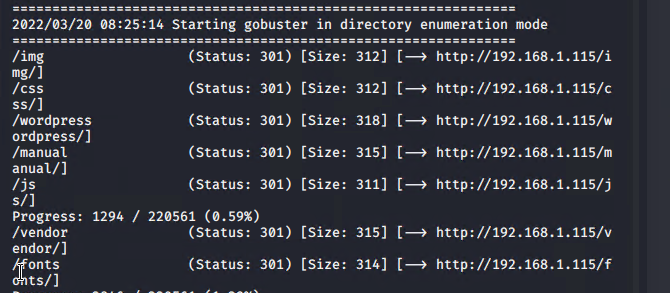 ===============================================================
2022/03/20 08:25:14 Starting gobuster in directory enumeration mode
===============================================================
/img (Status: 301) [Size: 312] [--> http://192.168.1.115/i
mg/]
/css (Status: 301) [Size: 312] [--> http://192.168.1.115/c
ss/]
/wordpress (Status: 301) [Size: 318] [--> http://192.168.1.115/w
ordpress/]
/manual (Status: 301) [Size: 315] [--> http://192.168.1.115/m
anual/]
/js (Status: 301) [Size: 311] [--> http://192.168.1.115/j
s/]
Progress: 1294 / 220561 (0.59%)
/vendor (Status: 301) [Size: 315] [--> http://192.168.1.115/v
endor/]
/fonts (Status: 301) [Size: 314] [--> http://192.168.1.115/f
onts/]